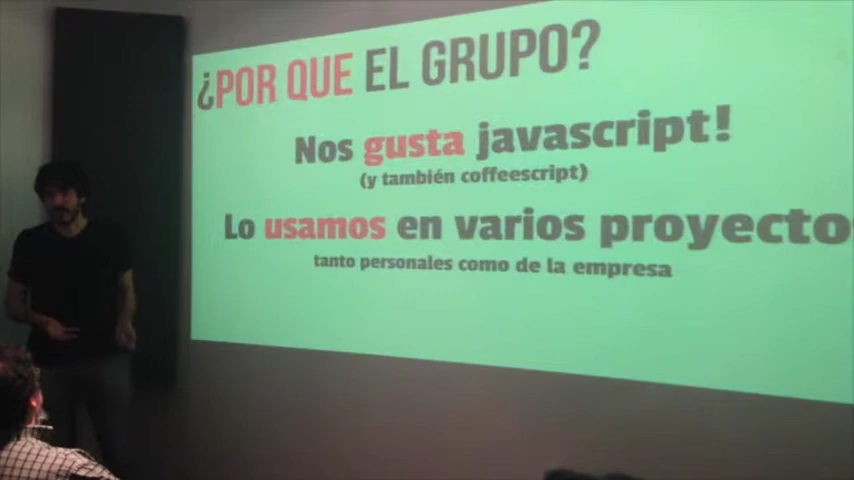 ¿POR QUE EL GRUPO?
Nos gusta javascript!
(y también coffeescript)
Lo usamos en varios proyecto
tanto personales como de la empresa